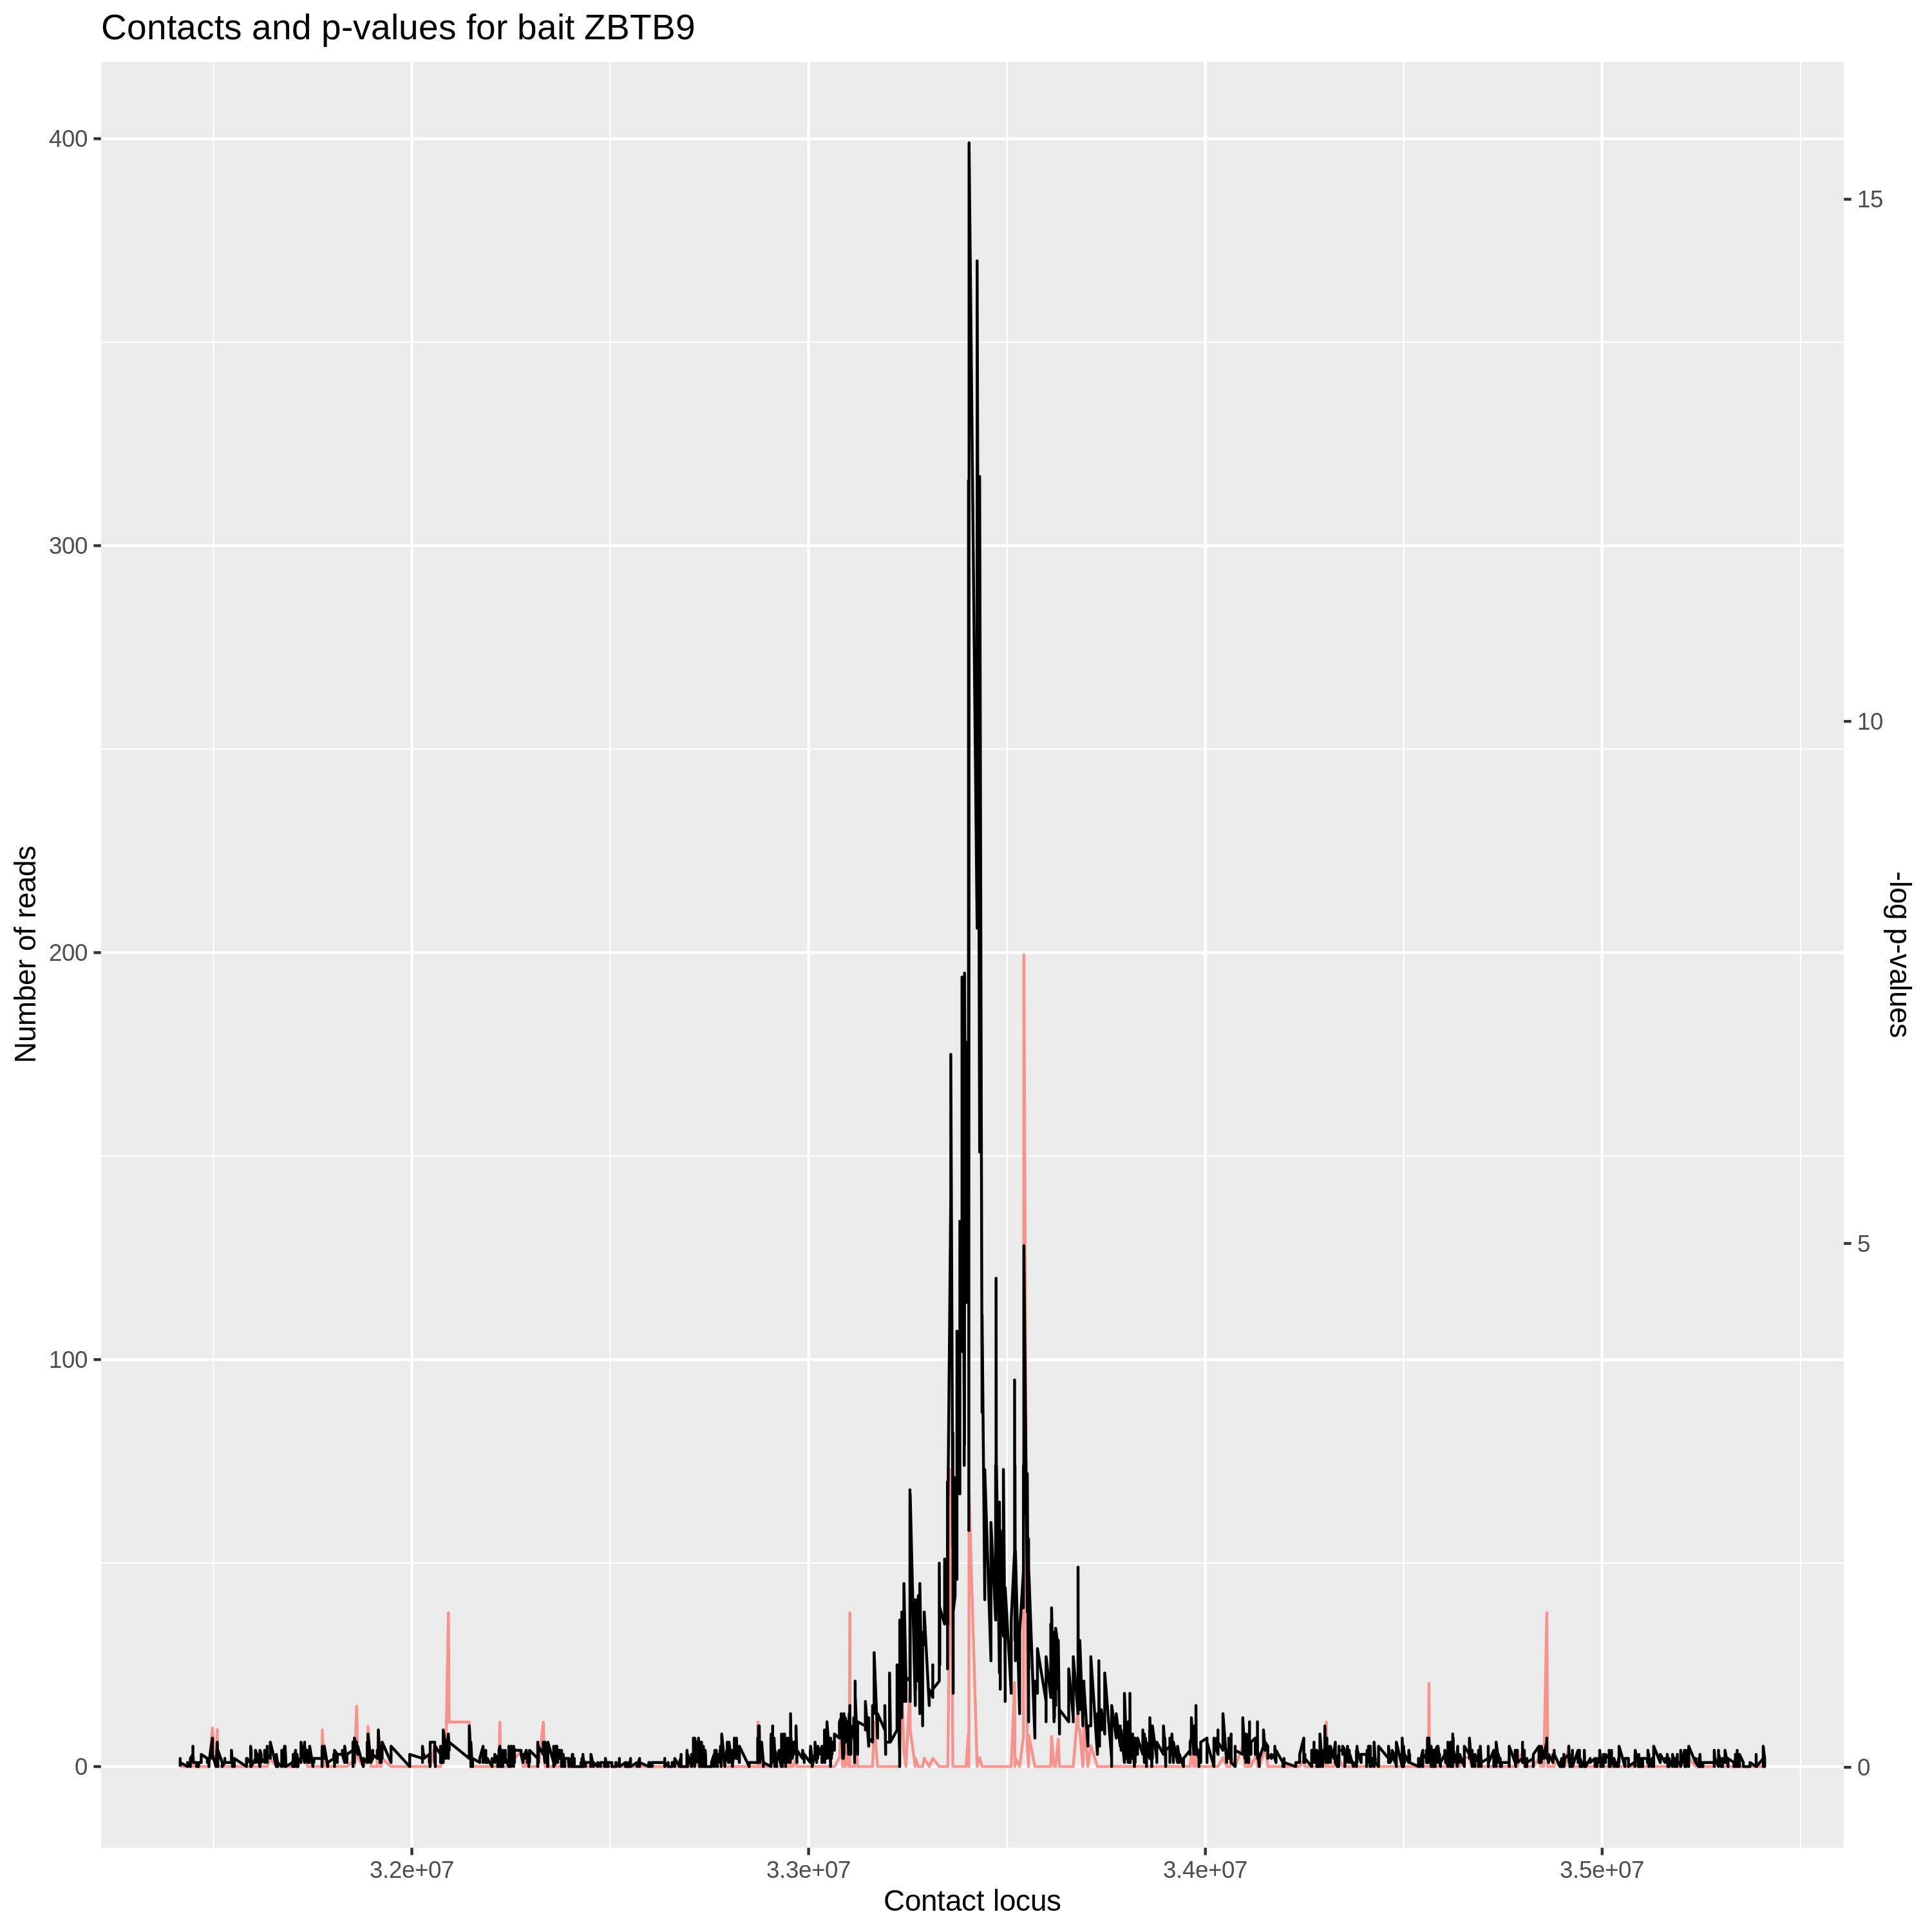 Contacts and p-values for bait ZBTB9
400
300
200
100
0
Number of reads
15
10
5
0
-log p-values
3.2e+07 3.3e+07 3.4e+07 3.5e+07
Contact locus